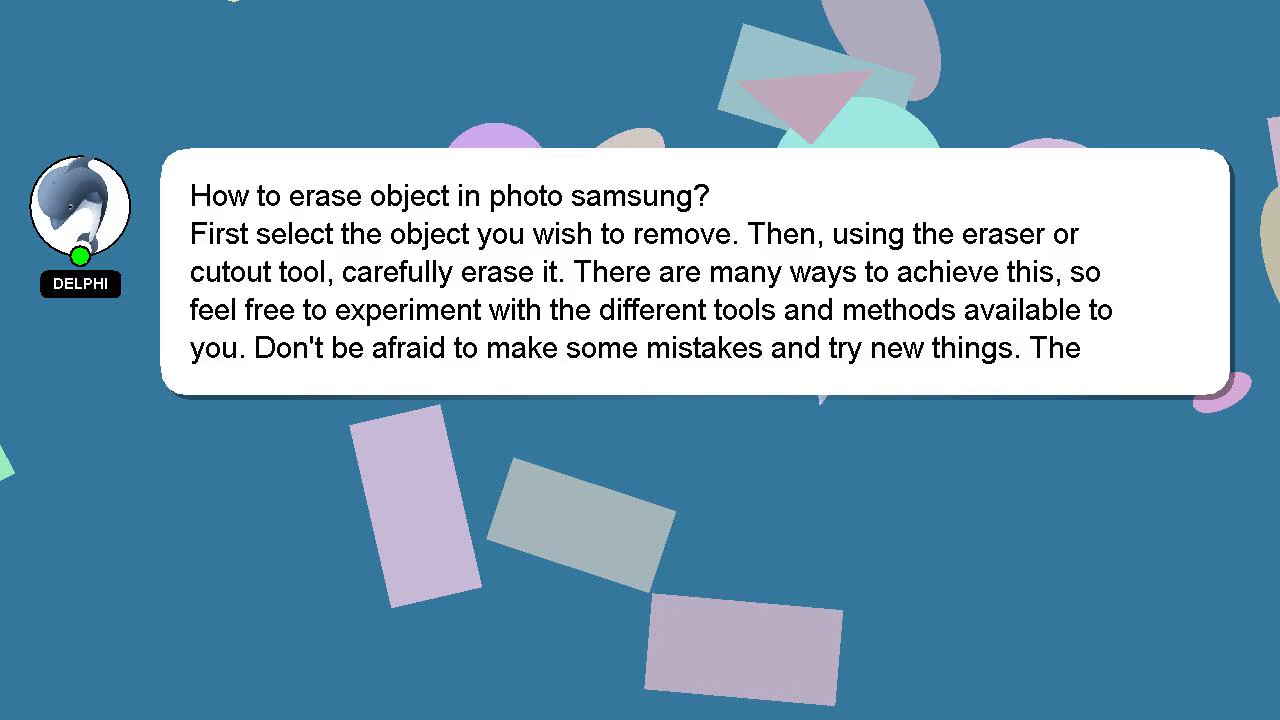 How to erase object in photo samsung?
First select the object you wish to remove. Then, using the eraser or
cutout tool, carefully erase it. There are many ways to achieve this, so
feel free to experiment with the different tools and methods available to
you. Don't be afraid to make some mistakes and try new things. The
DELPHI